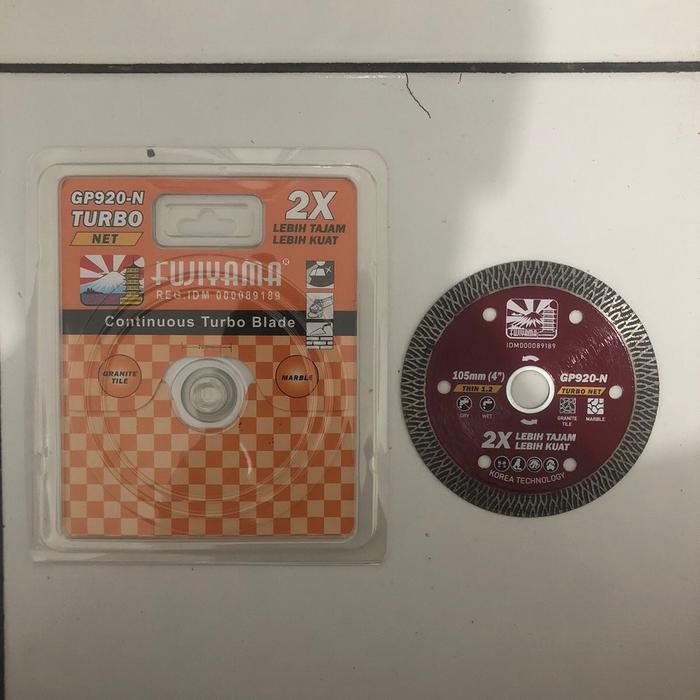 GP920-N
TURBO
NET
2X
LEBIH TAJAM
LEBIH KUAT
FUJIYAMA®
REG.IDM 000089189
Continuous Turbo Blade
GRANITE
TILE
MARBLE
FUJIYAMA
IDM000089189
105mm (4")
THIN 1.2
DRY
WET
GP920-N
TURBO NET
GRANITE
TILE
MARBLE
2X LEBIH TAJAM
LEBIH KUAT
KOREA TECHNOLOGY